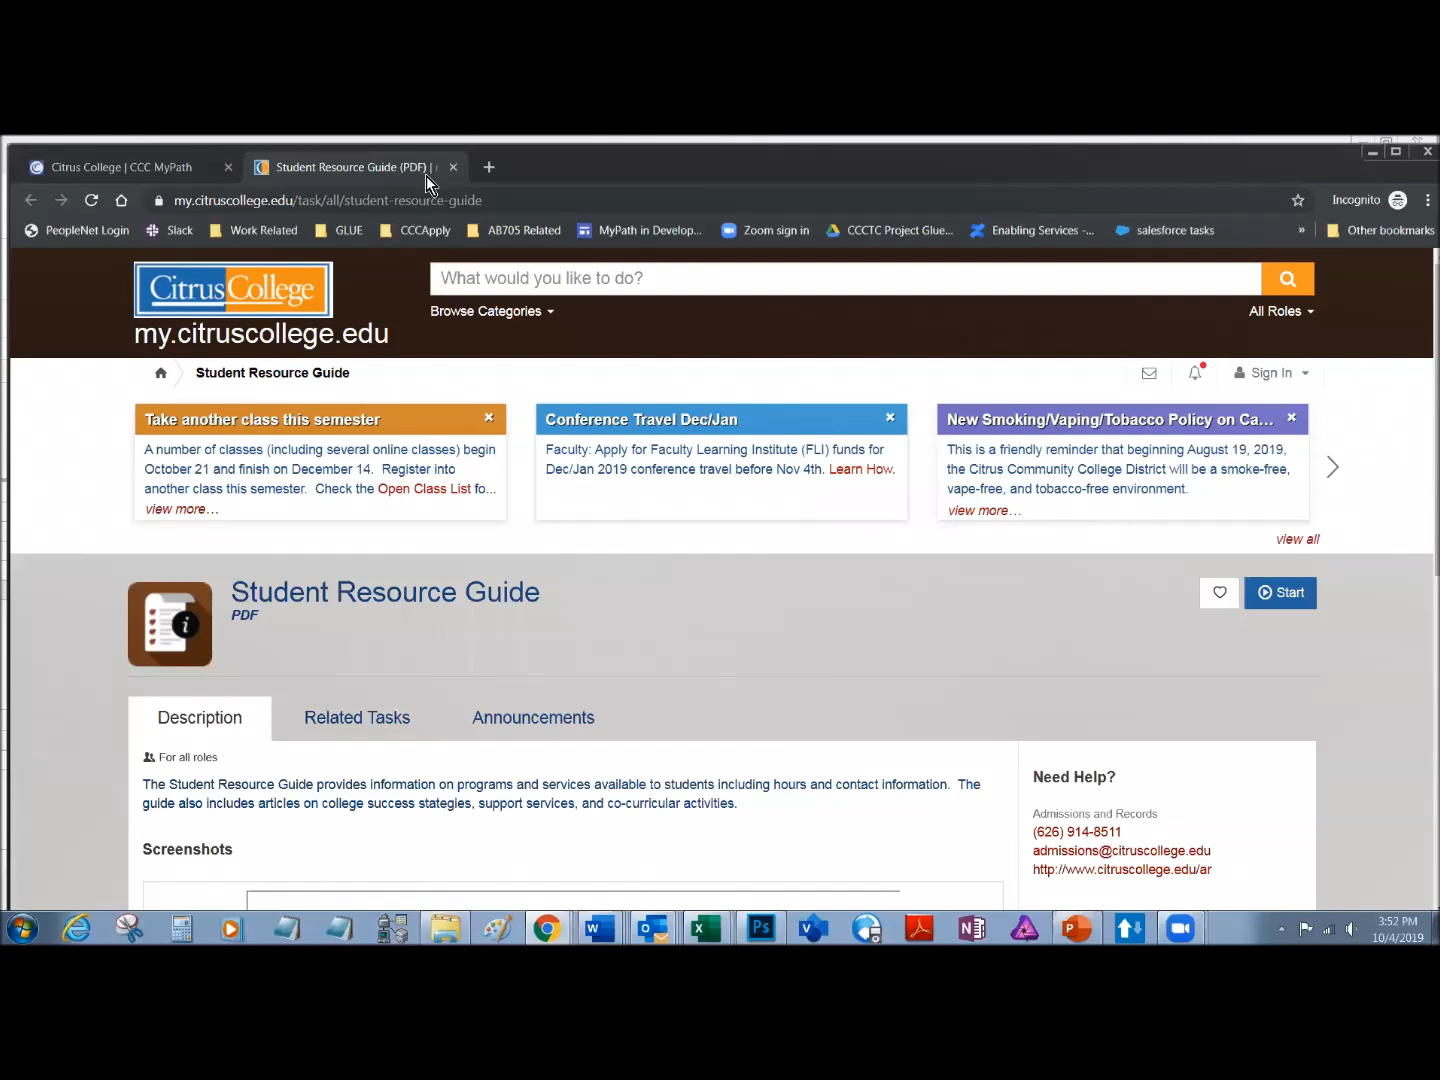 Citrus College | CCC MyPath
Student Resource Guide (PDF) |
my.citruscollege.edu/task/all/student-resource-guide
Incognito
PeopleNet Login
Slack
Work Related
GLUE
CCCApply
AB705 Related
MyPath in Develop...
Zoom sign in
CCCTC Project Glue...
Enabling Services -...
salesforce tasks
»
Other bookmarks
Citrus College
What would you like to do?
my.citruscollege.edu
Browse Categories
All Roles
Student Resource Guide
Sign In
Take another class this semester
A number of classes (including several online classes) begin
October 21 and finish on December 14. Register into
another class this semester. Check the Open Class List fo...
view more...
Conference Travel Dec/Jan
Faculty: Apply for Faculty Learning Institute (FLI) funds for
Dec/Jan 2019 conference travel before Nov 4th. Learn How.
New Smoking/Vaping/Tobacco Policy on Ca...
This is a friendly reminder that beginning August 19, 2019,
the Citrus Community College District will be a smoke-free,
vape-free, and tobacco-free environment.
view more...
view all
Student Resource Guide
PDF
Start
Description
Related Tasks
Announcements
For all roles
The Student Resource Guide provides information on programs and services available to students including hours and contact information. The
guide also includes articles on college success stategies, support services, and co-curricular activities.
Screenshots
Need Help?
Admissions and Records
(626) 914-8511
admissions@citruscollege.edu
http://www.citruscollege.edu/ar
3:52 PM
10/4/2019